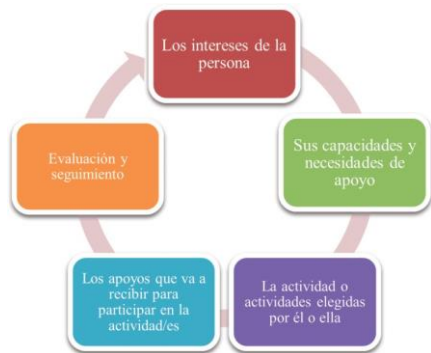 Los intereses de la
persona
Sus capacidades y
necesidades de
apoyo
La actividad o
actividades elegidas
por él o ella
Los apoyos que va a
recibir para
participar en la
actividad/es
Evaluación y
seguimiento